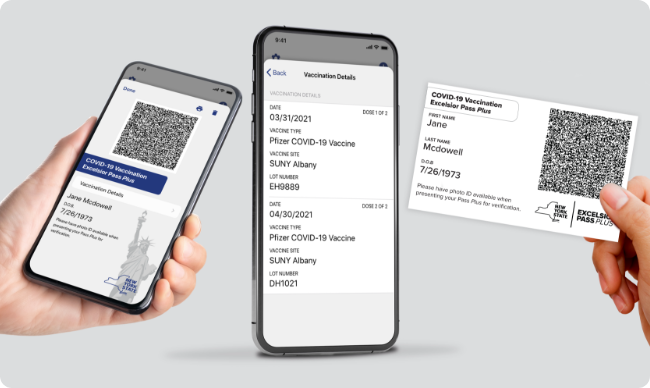 9:41
Done
COVID-19 Vaccination
Excelsior Pass Plus
Vaccination Details
Jane Mcdowell
D.O.B
7/26/1973
Please have photo ID available when
presenting your Pass Plus for
verification.
NEW
YORK
STATE
9:41
Back
Vaccination Details
VACCINATION DETAILS
DATE
DOSE 1 OF 2
03/31/2021
VACCINE TYPE
Pfizer COVID-19 Vaccine
VACCINE SITE
SUNY Albany
LOT NUMBER
EH9889
DATE
DOSE 2 OF 2
04/30/2021
VACCINE TYPE
Pfizer COVID-19 Vaccine
VACCINE SITE
SUNY Albany
LOT NUMBER
DH1021
COVID-19 Vaccination
Excelsior Pass Plus
FIRST NAME
Jane
LAST NAME
Mcdowell
D.O.B
7/26/1973
Please have photo ID available when
presenting your Pass Plus for verification.
NEW
YORK
STATE
EXCELSIOR
PASS PLUS